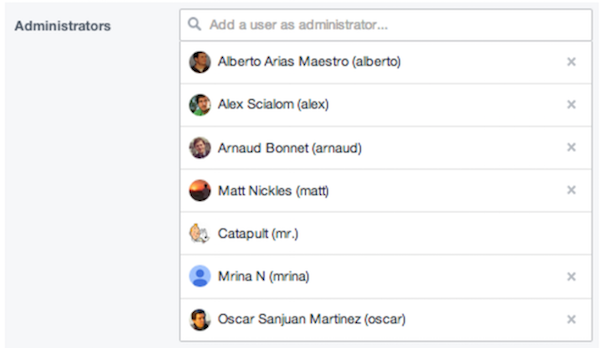 Administrators
Add a user as administrator...
Alberto Arias Maestro (alberto)
Alex Scialom (alex)
Arnaud Bonnet (arnaud)
Matt Nickles (matt)
Catapult (mr.)
Mrina N (mrina)
Oscar Sanjuan Martinez (oscar)